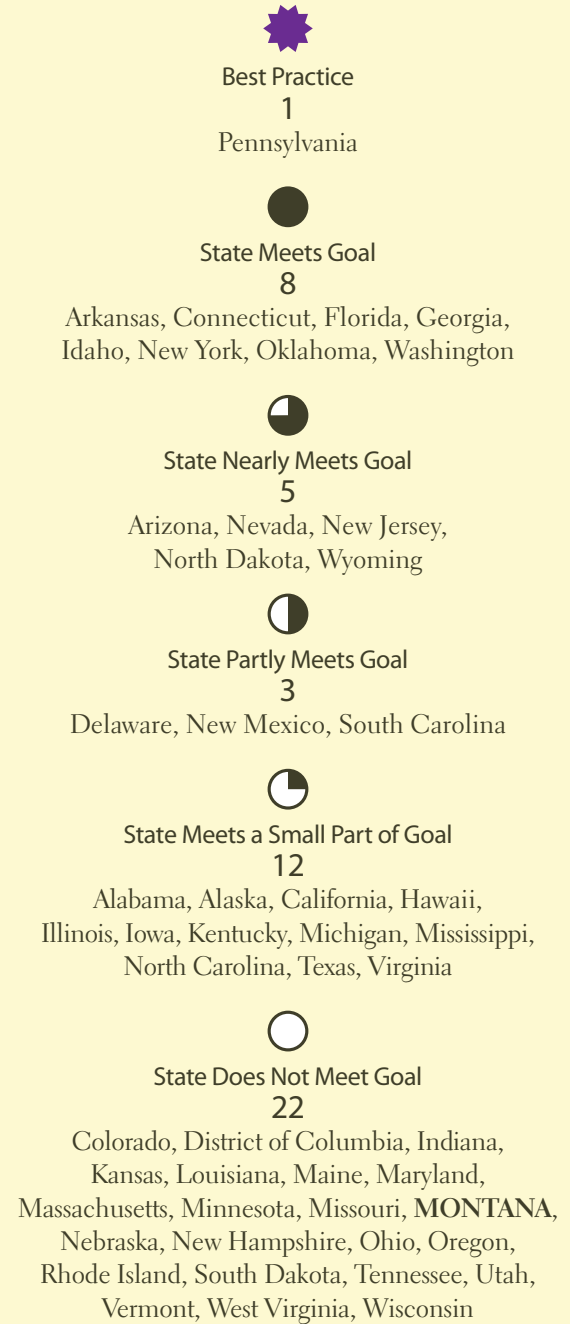 Best Practice
1
Pennsylvania
State Meets Goal
8
Arkansas, Connecticut, Florida, Georgia,
Idaho, New York, Oklahoma, Washington
State Nearly Meets Goal
5
Arizona, Nevada, New Jersey,
North Dakota, Wyoming
State Partly Meets Goal
3
Delaware, New Mexico, South Carolina
State Meets a Small Part of Goal
12
Alabama, Alaska, California, Hawaii,
Illinois, Iowa, Kentucky, Michigan, Mississippi,
North Carolina, Texas, Virginia
State Does Not Meet Goal
22
Colorado, District of Columbia, Indiana,
Kansas, Louisiana, Maine, Maryland,
Massachusetts, Minnesota, Missouri, MONTANA,
Nebraska, New Hampshire, Ohio, Oregon,
Rhode Island, South Dakota, Tennessee, Utah,
Vermont, West Virginia, Wisconsin